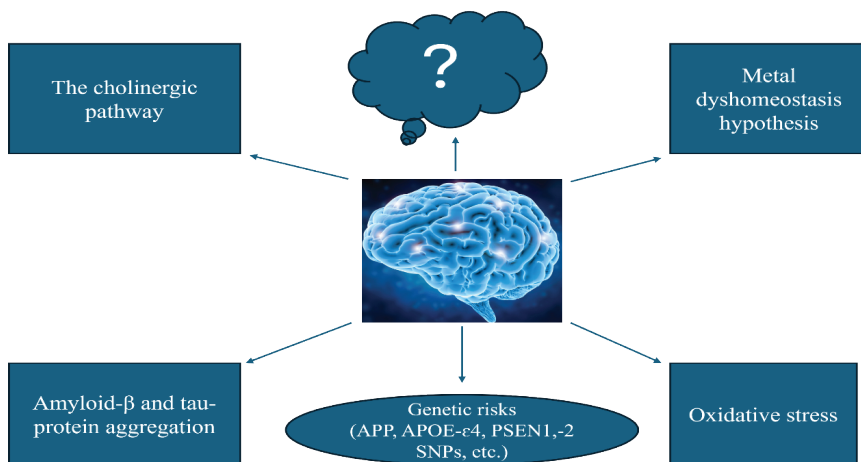 ?
The cholinergic
pathway
Metal
dyshomeostasis
hypothesis
Amyloid-β and tau-
protein aggregation
Genetic risks
(APP, APOE-ε4, PSEN1,-2
SNPs, etc.)
Oxidative stress